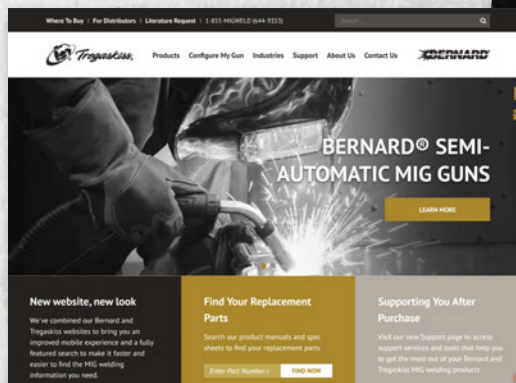 Where To Buy | For Distributors | Literature Request | 1-855-MIGWELD (644-9353)
Search...
Tregaskiss
Products Configure My Gun Industries Support About Us Contact Us
BERNARD
BERNARD® SEMI-
AUTOMATIC MIG GUNS
LEARN MORE
New website, new look
We've combined our Bernard and
Tregaskiss websites to bring you an
improved mobile experience and a fully
featured search to make it faster and
easier to find the MIG welding
information you need.
Find Your Replacement
Parts
Search our product manuals and spec
sheets to find your replacement parts.
Enter Part Number
FIND NOW
Supporting You After
Purchase
Visit our new Support page to access
support services and tools that help you
to get the most out of your Bernard and
Tregaskiss MIG welding products